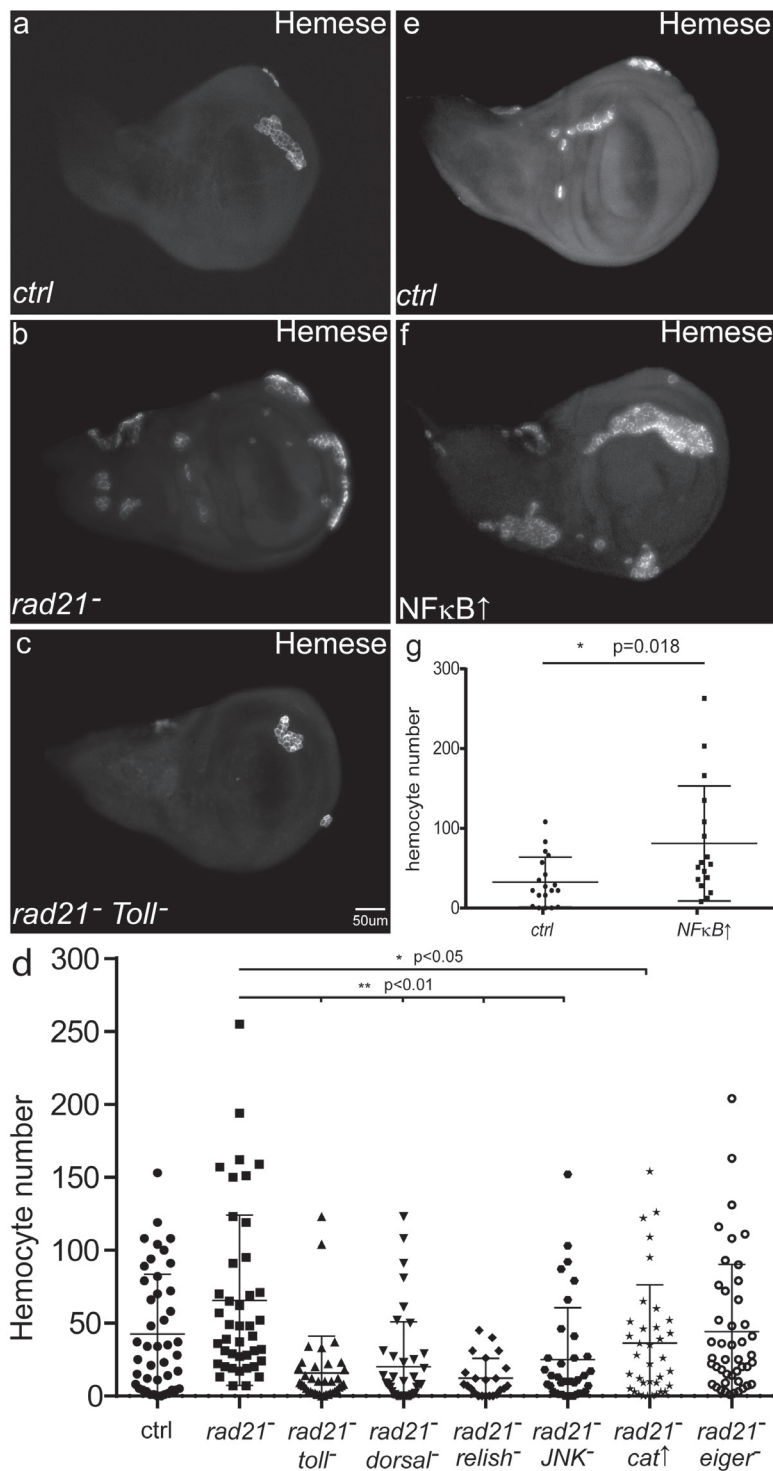 a
Hemese
ctrl
b
Hemese
rad21-
c
Hemese
rad21- Toll-
50um
e
Hemese
ctrl
f
Hemese
NFκB↑
g
* p=0.018
300
200
100
0
hemocyte number
ctrl
NFκB↑
d
* p<0.05
** p<0.01
300
250
200
150
100
50
0
Hemocyte number
ctrl
rad21-
rad21- toll-
rad21- dorsal-
rad21- relish-
rad21- JNK-
rad21- cat↑
rad21- eiger-